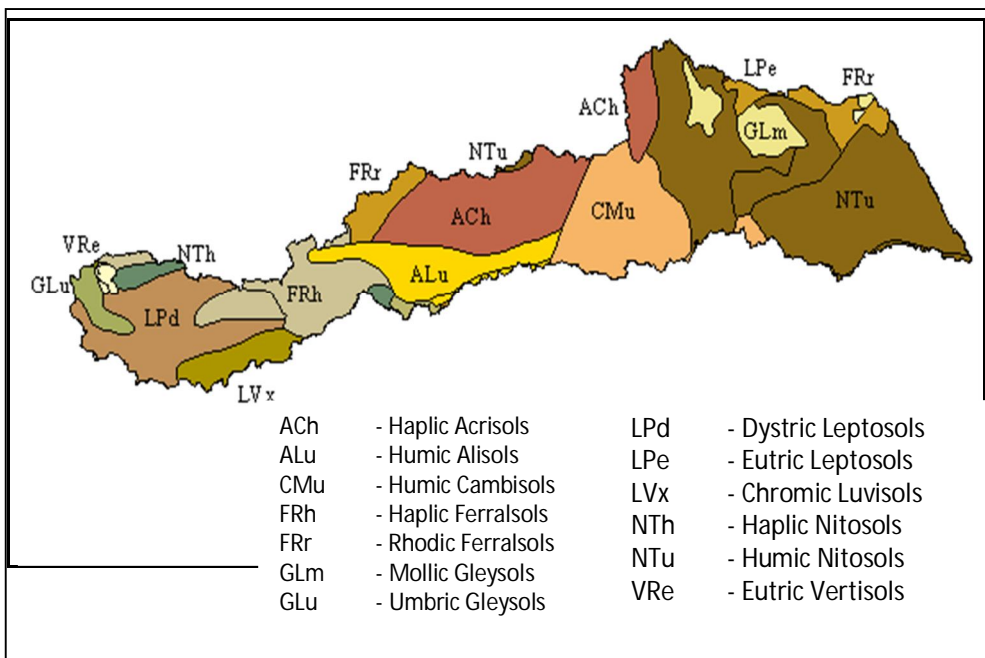 LPe
FRr
ACh
GLm
NTu
FRr
NTu
ACh
CMu
VRe
NTh
GLu
FRh
ALu
LPd
LVx
ACh - Haplic Acrisols
ALu - Humic Alisols
CMu - Humic Cambisols
FRh - Haplic Ferralsols
FRr - Rhodic Ferralsols
GLm - Mollic Gleysols
GLu - Umbric Gleysols
LPd - Dystric Leptosols
LPe - Eutric Leptosols
LVx - Chromic Luvisols
NTh - Haplic Nitosols
NTu - Humic Nitosols
VRe - Eutric Vertisols